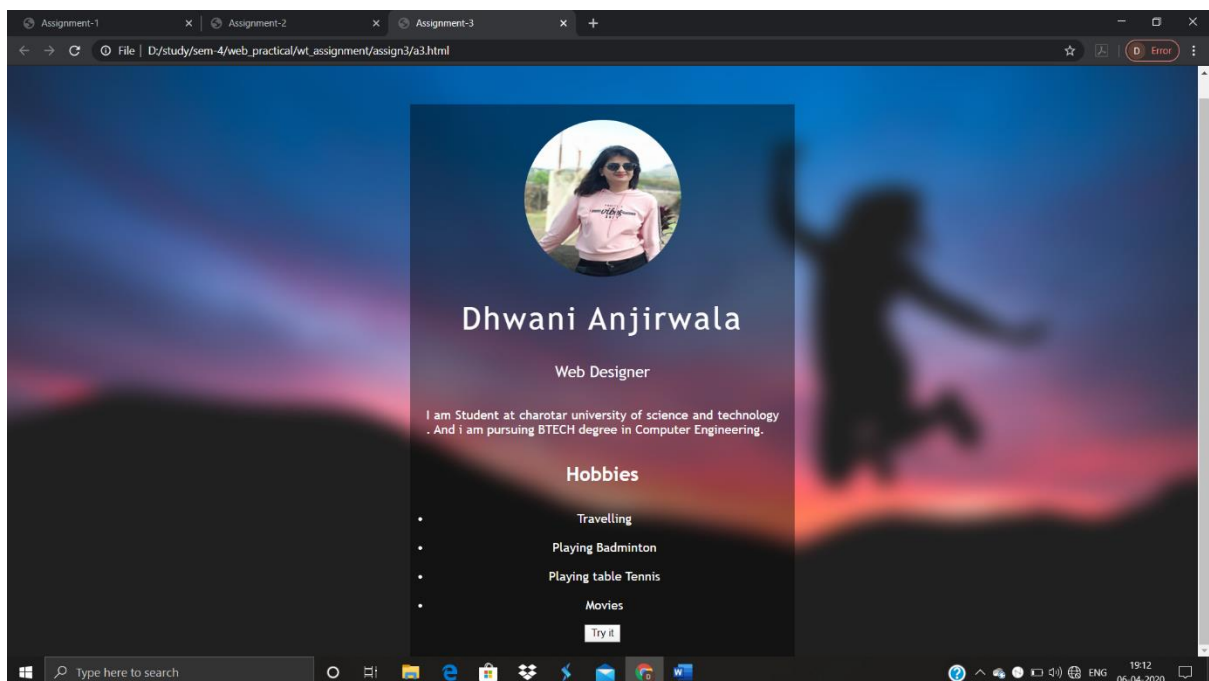 Assignment-1
Assignment-2
Assignment-3
File | D:/study/sem-4/web_practical/wt_assignment/assign3/a3.html
D Error
Dhwani Anjirwala
Web Designer
I am Student at charotar university of science and technology
. And i am pursuing BTECH degree in Computer Engineering.
Hobbies
• Travelling
• Playing Badminton
• Playing table Tennis
• Movies
Try it
Type here to search
ENG
19:12
06-04-2020